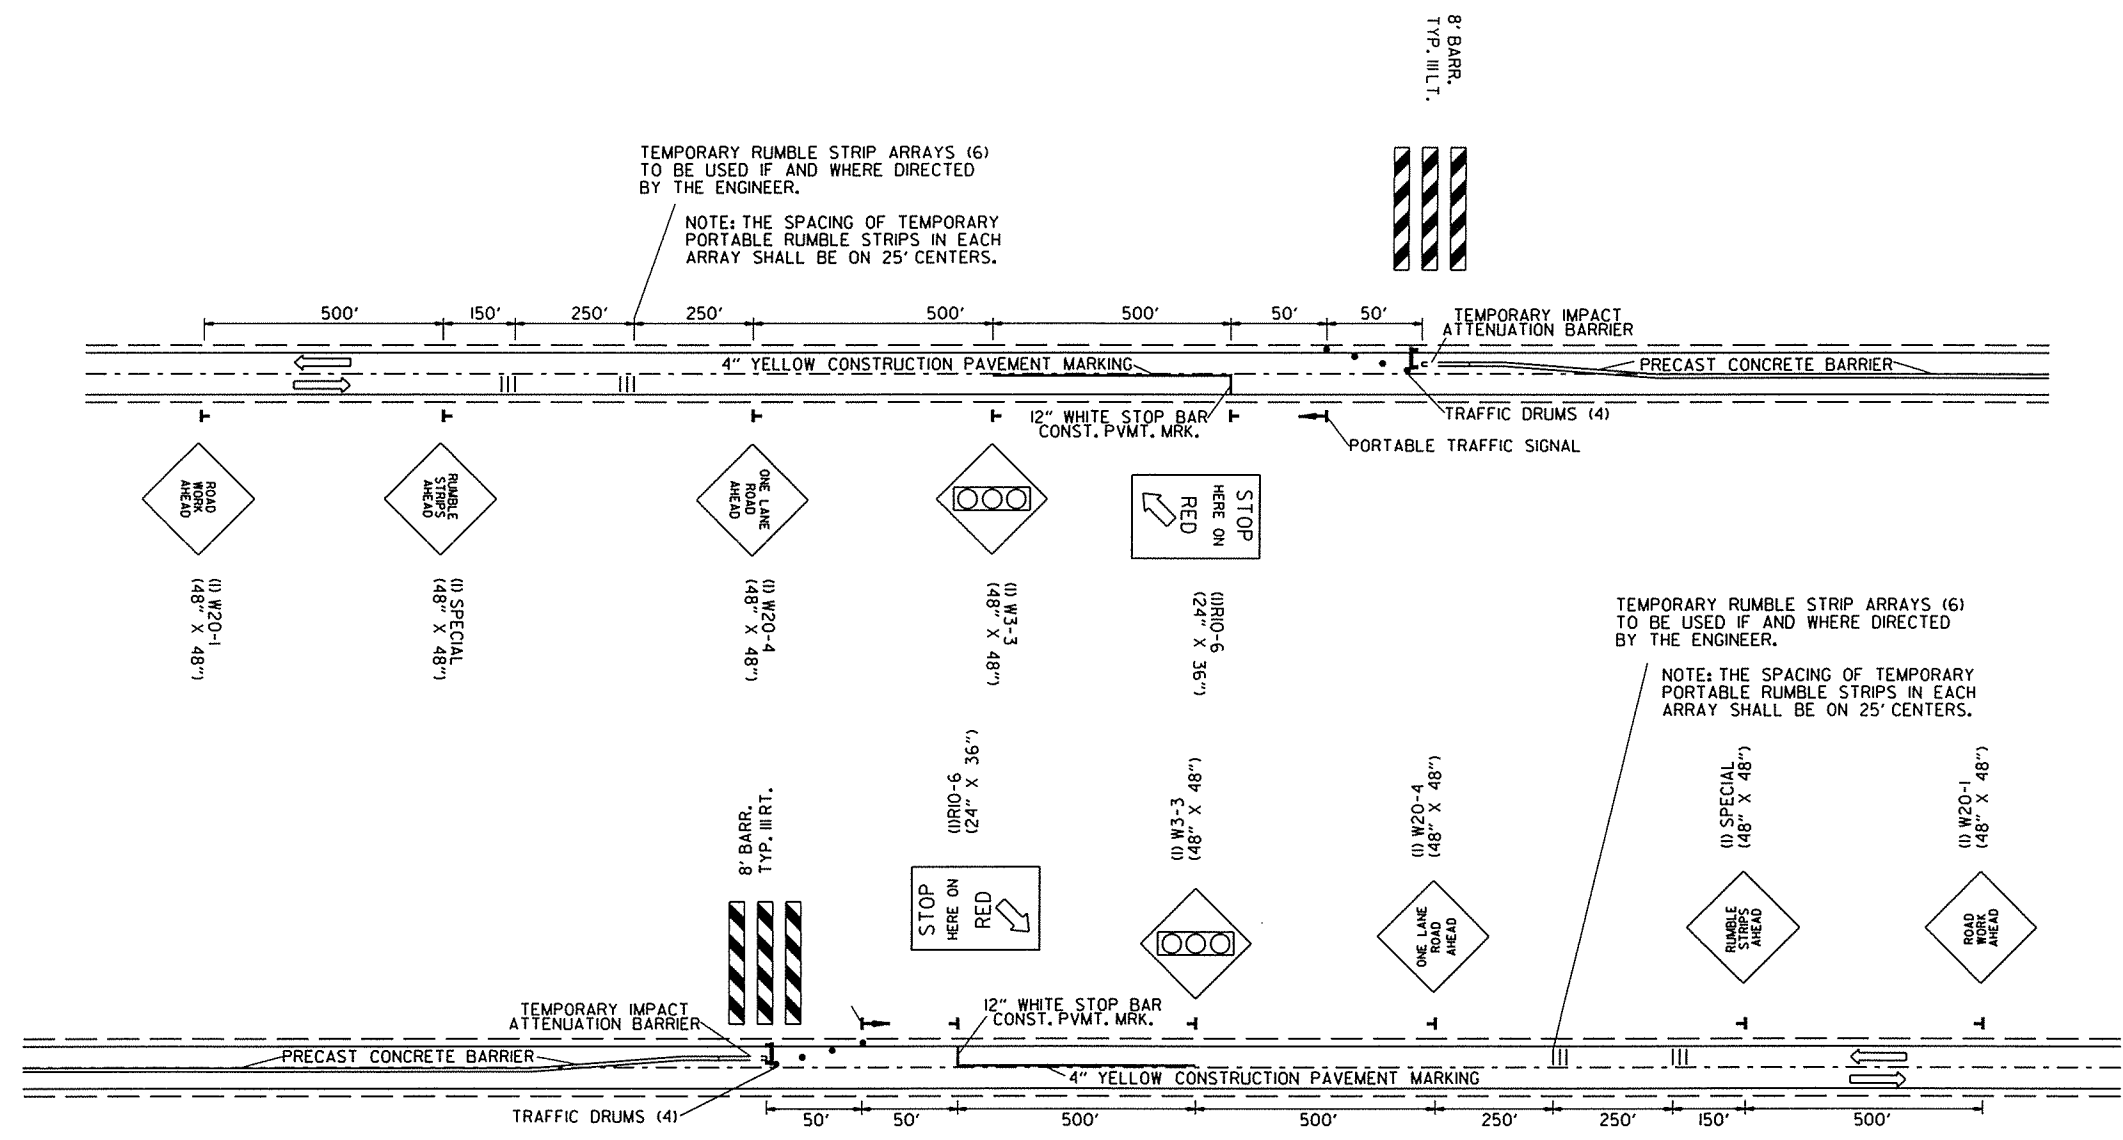 8' BARR.
TYP. III LT.
TEMPORARY RUMBLE STRIP ARRAYS (6)
TO BE USED IF AND WHERE DIRECTED
BY THE ENGINEER.
NOTE: THE SPACING OF TEMPORARY
PORTABLE RUMBLE STRIPS IN EACH
ARRAY SHALL BE ON 25' CENTERS.
500' 150' 250' 250' 500' 500' 50' 50'
TEMPORARY IMPACT
ATTENUATION BARRIER
4" YELLOW CONSTRUCTION PAVEMENT MARKING
PRECAST CONCRETE BARRIER
12" WHITE STOP BAR
CONST. PVMT. MRK.
TRAFFIC DRUMS (4)
PORTABLE TRAFFIC SIGNAL
ROAD
WORK
AHEAD
RUMBLE
STRIPS
AHEAD
ONE LANE
ROAD
AHEAD
STOP
HERE ON
RED
(1) W20-1
(48" X 48")
(1) SPECIAL
(48" X 48")
(1) W20-4
(48" X 48")
(1) W3-3
(48" X 48")
(1)R10-6
(24" X 36")
TEMPORARY RUMBLE STRIP ARRAYS (6)
TO BE USED IF AND WHERE DIRECTED
BY THE ENGINEER.
NOTE: THE SPACING OF TEMPORARY
PORTABLE RUMBLE STRIPS IN EACH
ARRAY SHALL BE ON 25' CENTERS.
8' BARR.
TYP. III RT.
(1)R10-6
(24" X 36")
(1) W3-3
(48" X 48")
(1) W20-4
(48" X 48")
(1) SPECIAL
(48" X 48")
(1) W20-1
(48" X 48")
STOP
HERE ON
RED
ONE LANE
ROAD
AHEAD
RUMBLE
STRIPS
AHEAD
ROAD
WORK
AHEAD
TEMPORARY IMPACT
ATTENUATION BARRIER
12" WHITE STOP BAR
CONST. PVMT. MRK.
PRECAST CONCRETE BARRIER
4" YELLOW CONSTRUCTION PAVEMENT MARKING
TRAFFIC DRUMS (4)
50' 50' 500' 500' 250' 250' 150' 500'